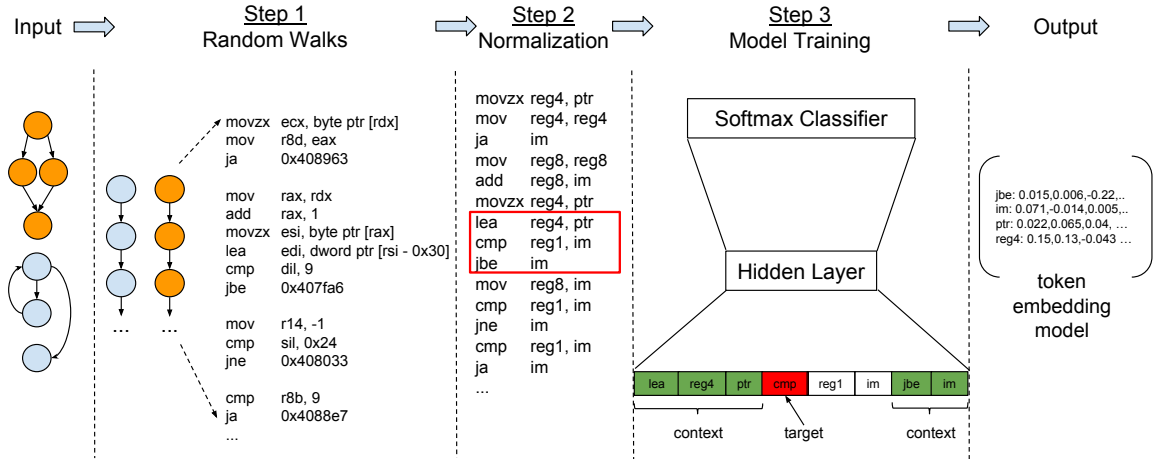 Input
Step 1
Random Walks
Step 2
Normalization
Step 3
Model Training
Output
movzx ecx, byte ptr [rdx]
mov r8d, eax
ja 0x408963
mov rax, rdx
add rax, 1
movzx esi, byte ptr [rax]
lea edi, dword ptr [rsi - 0x30]
cmp dil, 9
jbe 0x407fa6
mov r14, -1
cmp sil, 0x24
jne 0x408033
cmp r8b, 9
ja 0x4088e7
...
... ...
movzx reg4, ptr
mov reg4, reg4
ja im
mov reg8, reg8
add reg8, im
movzx reg4, ptr
lea reg4, ptr
cmp reg1, im
jbe im
mov reg8, im
cmp reg1, im
jne im
cmp reg1, im
ja im
...
Softmax Classifier
Hidden Layer
lea reg4 ptr cmp reg1 im jbe im
context target context
jbe: 0.015,0.006,-0.22,..
im: 0.071,-0.014,0.005,..
ptr: 0.022,0.065,0.04, ...
reg4: 0.15,0.13,-0.043 ...
token
embedding
model